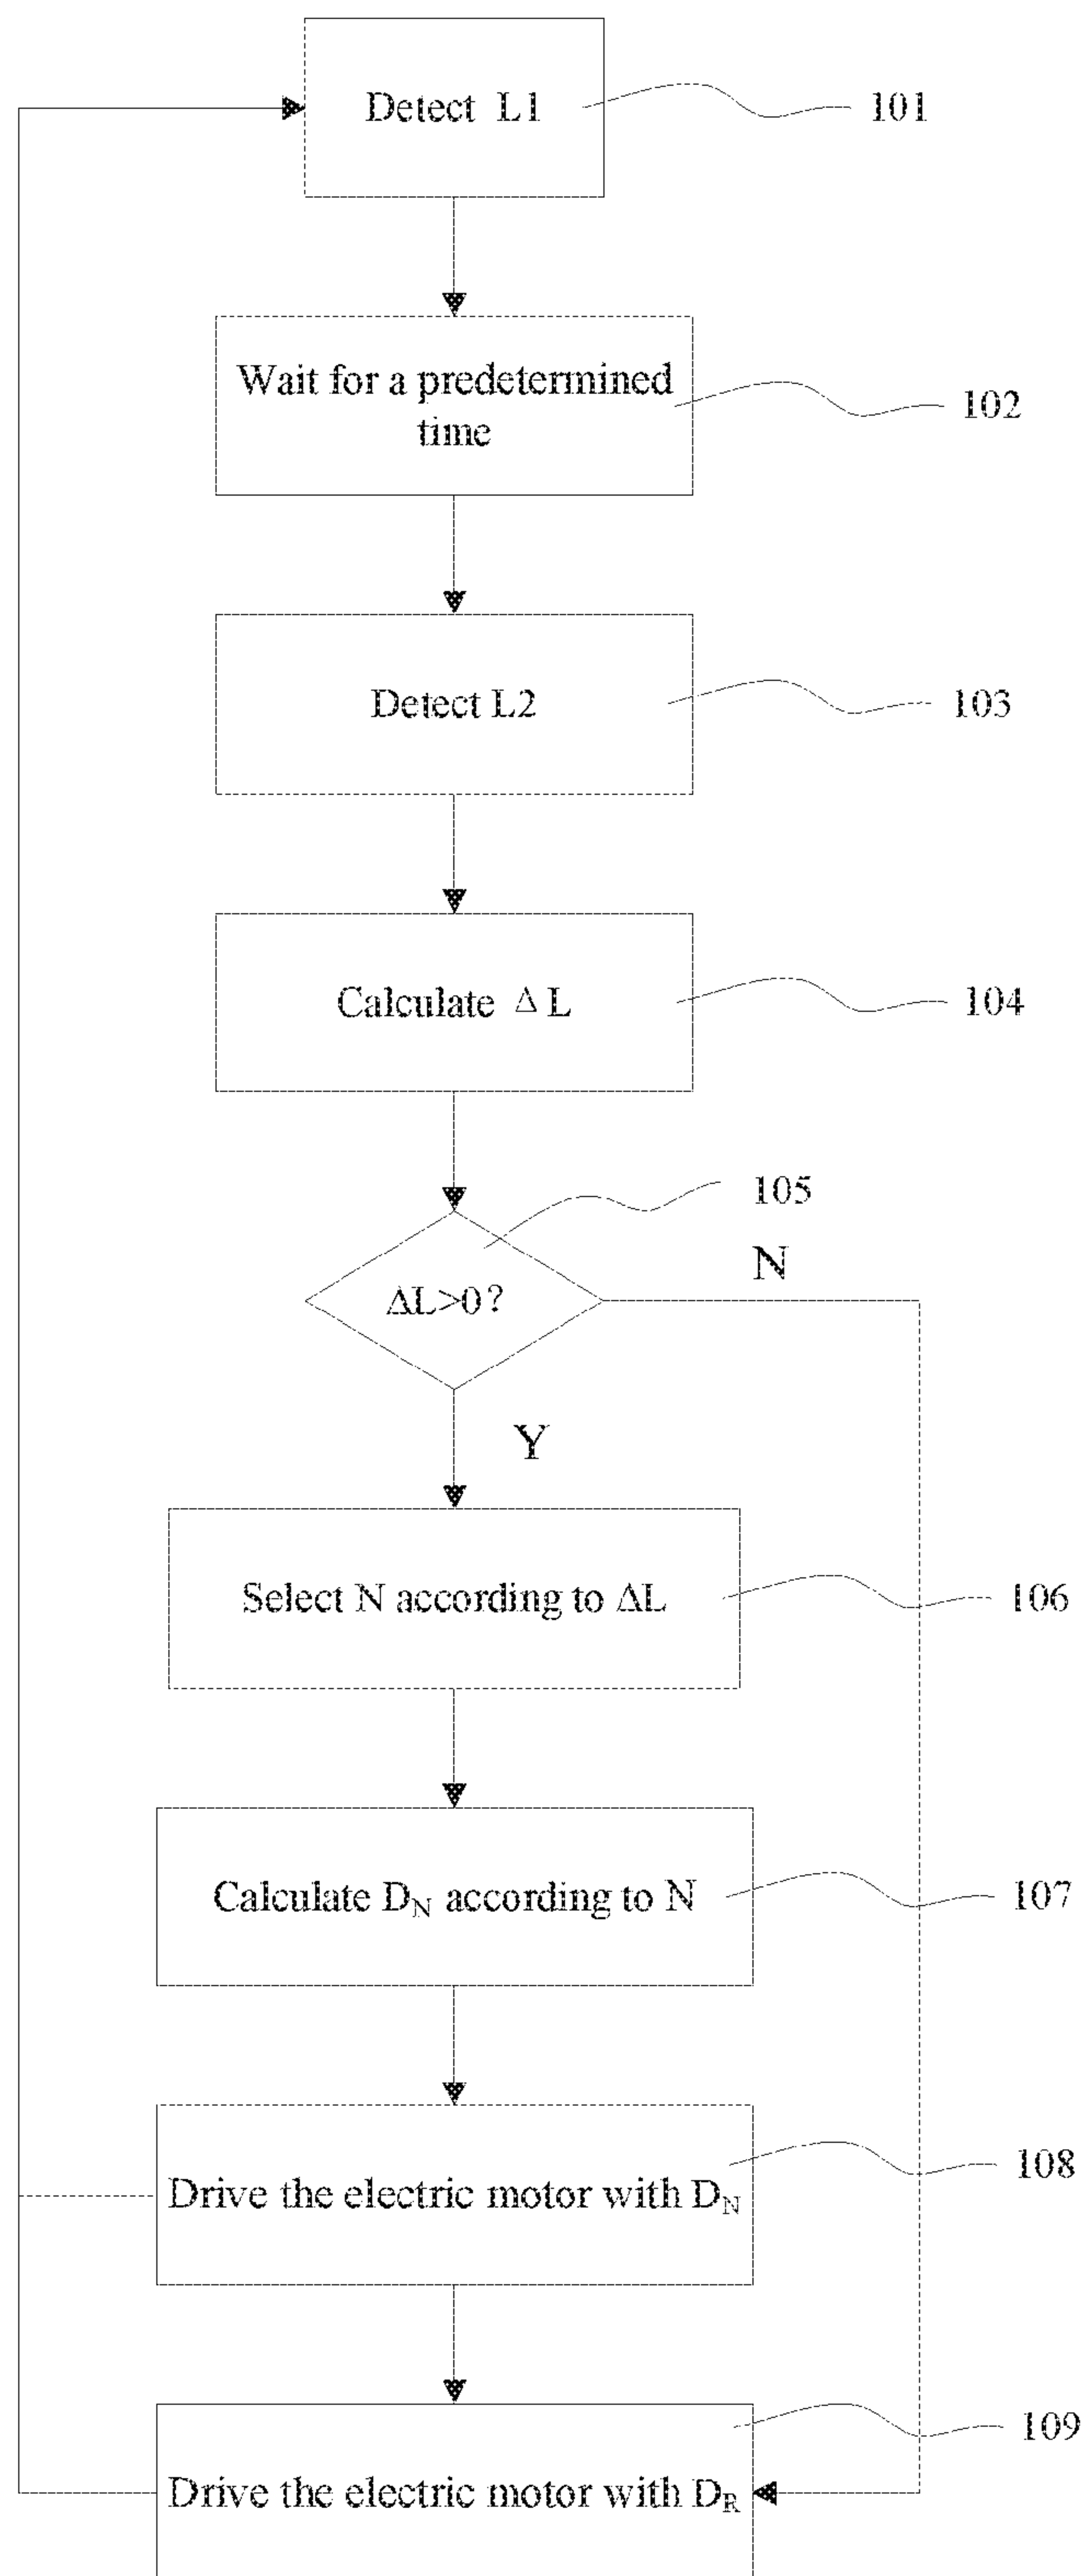 Detect L1
101
Wait for a predetermined
time
102
Detect L2
103
Calculate Δ L
104
105
ΔL>0?
N
Y
Select N according to ΔL
106
Calculate D_N according to N
107
Drive the electric motor with D_N
108
109
Drive the electric motor with D_R